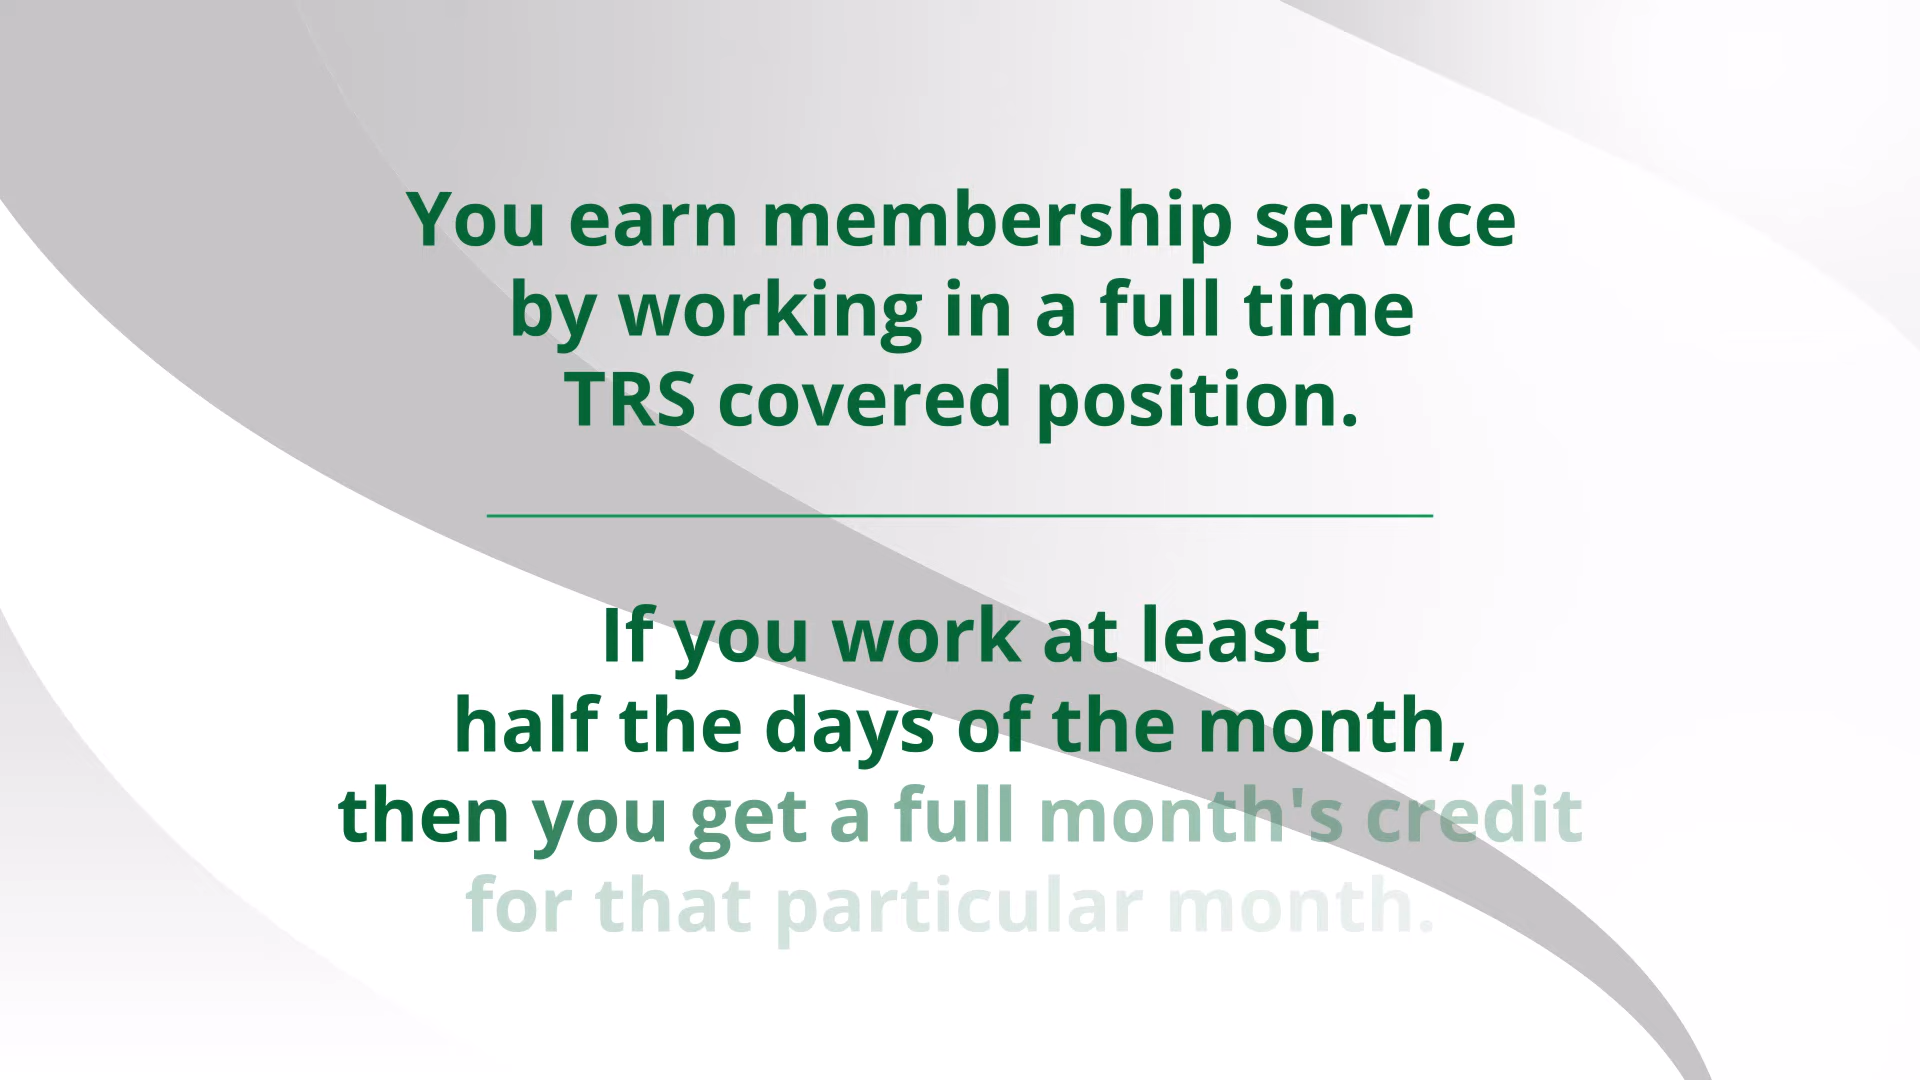 You earn membership service
by working in a full time
TRS covered position.
If you work at least
half the days of the month,
then you get a full month's credit
for that particular month.